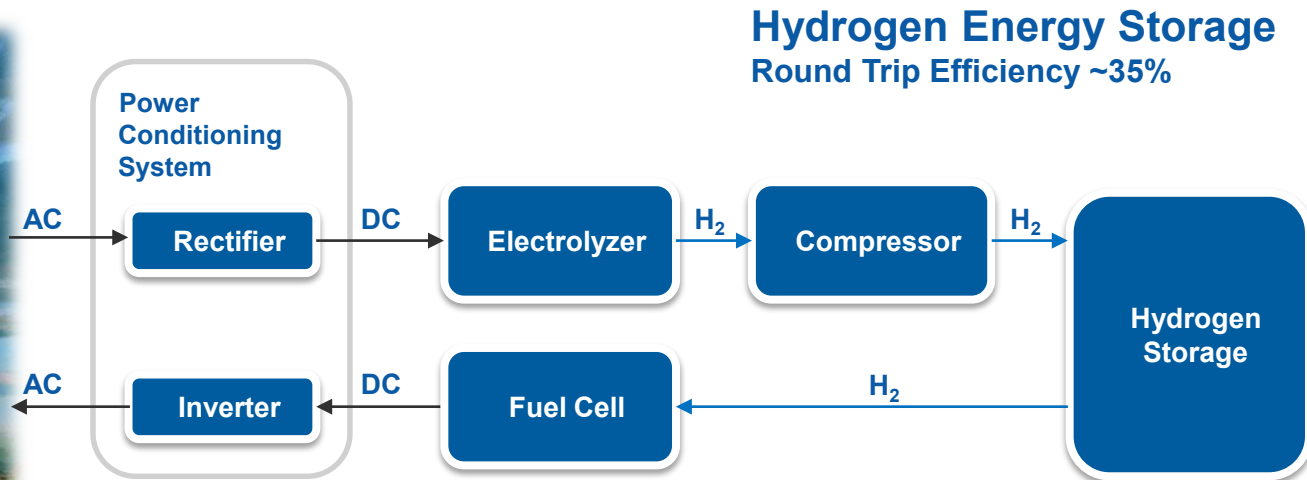 Hydrogen Energy Storage
Round Trip Efficiency ~35%
Power
Conditioning
System
AC
Rectifier
DC
Electrolyzer
H₂
Compressor
H₂
Hydrogen
Storage
AC
Inverter
DC
Fuel Cell
H₂